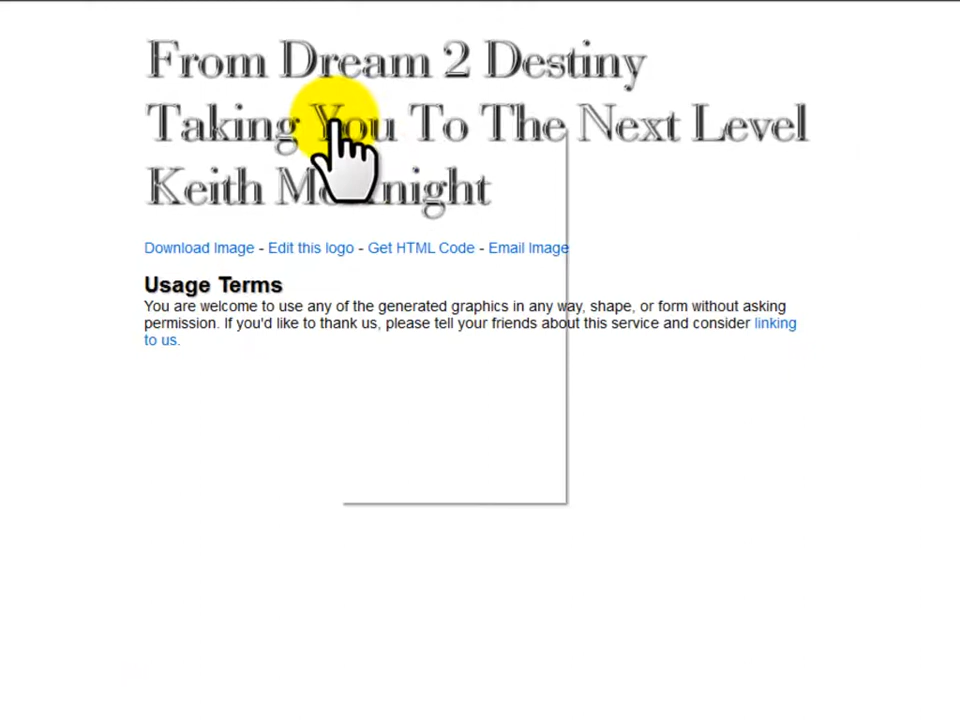 From Dream 2 Destiny
Taking You To The Next Level
Keith
Download Image - Edit this logo - Get HTML Code - Email Image
Usage Terms
You are welcome to use any of the generated graphics in any way, shape, or form without asking
permission. If you'd like to thank us, please tell your friends about this service and consider linking
to us.